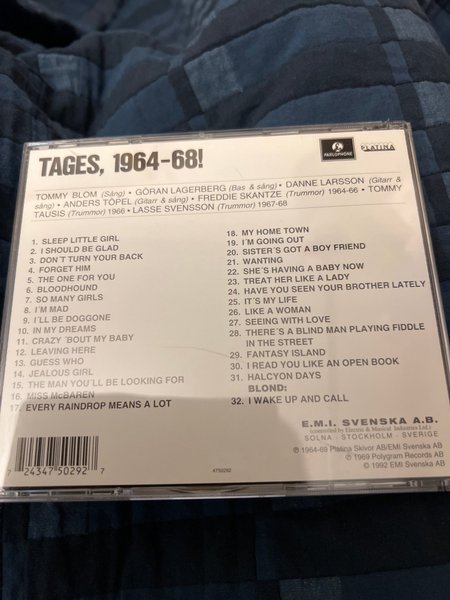 TAGES, 1964-68!
PARLOPHONE
PLATINA
TOMMY BLOM (Sång) • GÖRAN LAGERBERG (Bas & sång) • DANNE LARSSON (Gitarr &
sång) • ANDERS TÖPEL (Gitarr & sång) • FREDDIE SKANTZE (Trummor) 1964-66 • TOMMY
TAUSIS (Trummor) 1966 • LASSE SVENSSON (Trummor) 1967-68
1. SLEEP LITTLE GIRL
2. I SHOULD BE GLAD
3. DON´T TURN YOUR BACK
4. FORGET HIM
5. THE ONE FOR YOU
6. BLOODHOUND
7. SO MANY GIRLS
8. I´M MAD
9. I´LL BE DOGGONE
10. IN MY DREAMS
11. CRAZY ´BOUT MY BABY
12. LEAVING HERE
13. GUESS WHO
14. JEALOUS GIRL
15. THE MAN YOU´LL BE LOOKING FOR
16. MISS McBAREN
17. EVERY RAINDROP MEANS A LOT
18. MY HOME TOWN
19. I´M GOING OUT
20. SISTER´S GOT A BOY FRIEND
21. WANTING
22. SHE´S HAVING A BABY NOW
23. TREAT HER LIKE A LADY
24. HAVE YOU SEEN YOUR BROTHER LATELY
25. IT´S MY LIFE
26. LIKE A WOMAN
27. SEEING WITH LOVE
28. THERE´S A BLIND MAN PLAYING FIDDLE
IN THE STREET
29. FANTASY ISLAND
30. I READ YOU LIKE AN OPEN BOOK
31. HALCYON DAYS
BLOND:
32. I WAKE UP AND CALL
E.M.I. SVENSKA A.B.
(controlled by Electric & Musical Industries Ltd.)
SOLNA - STOCKHOLM - SVERIGE
℗ 1964-69 Platina Skivor AB/EMI Svenska AB
℗ 1969 Polygram Records AB
© 1992 EMI Svenska AB
7 24347 50292 7
4750292